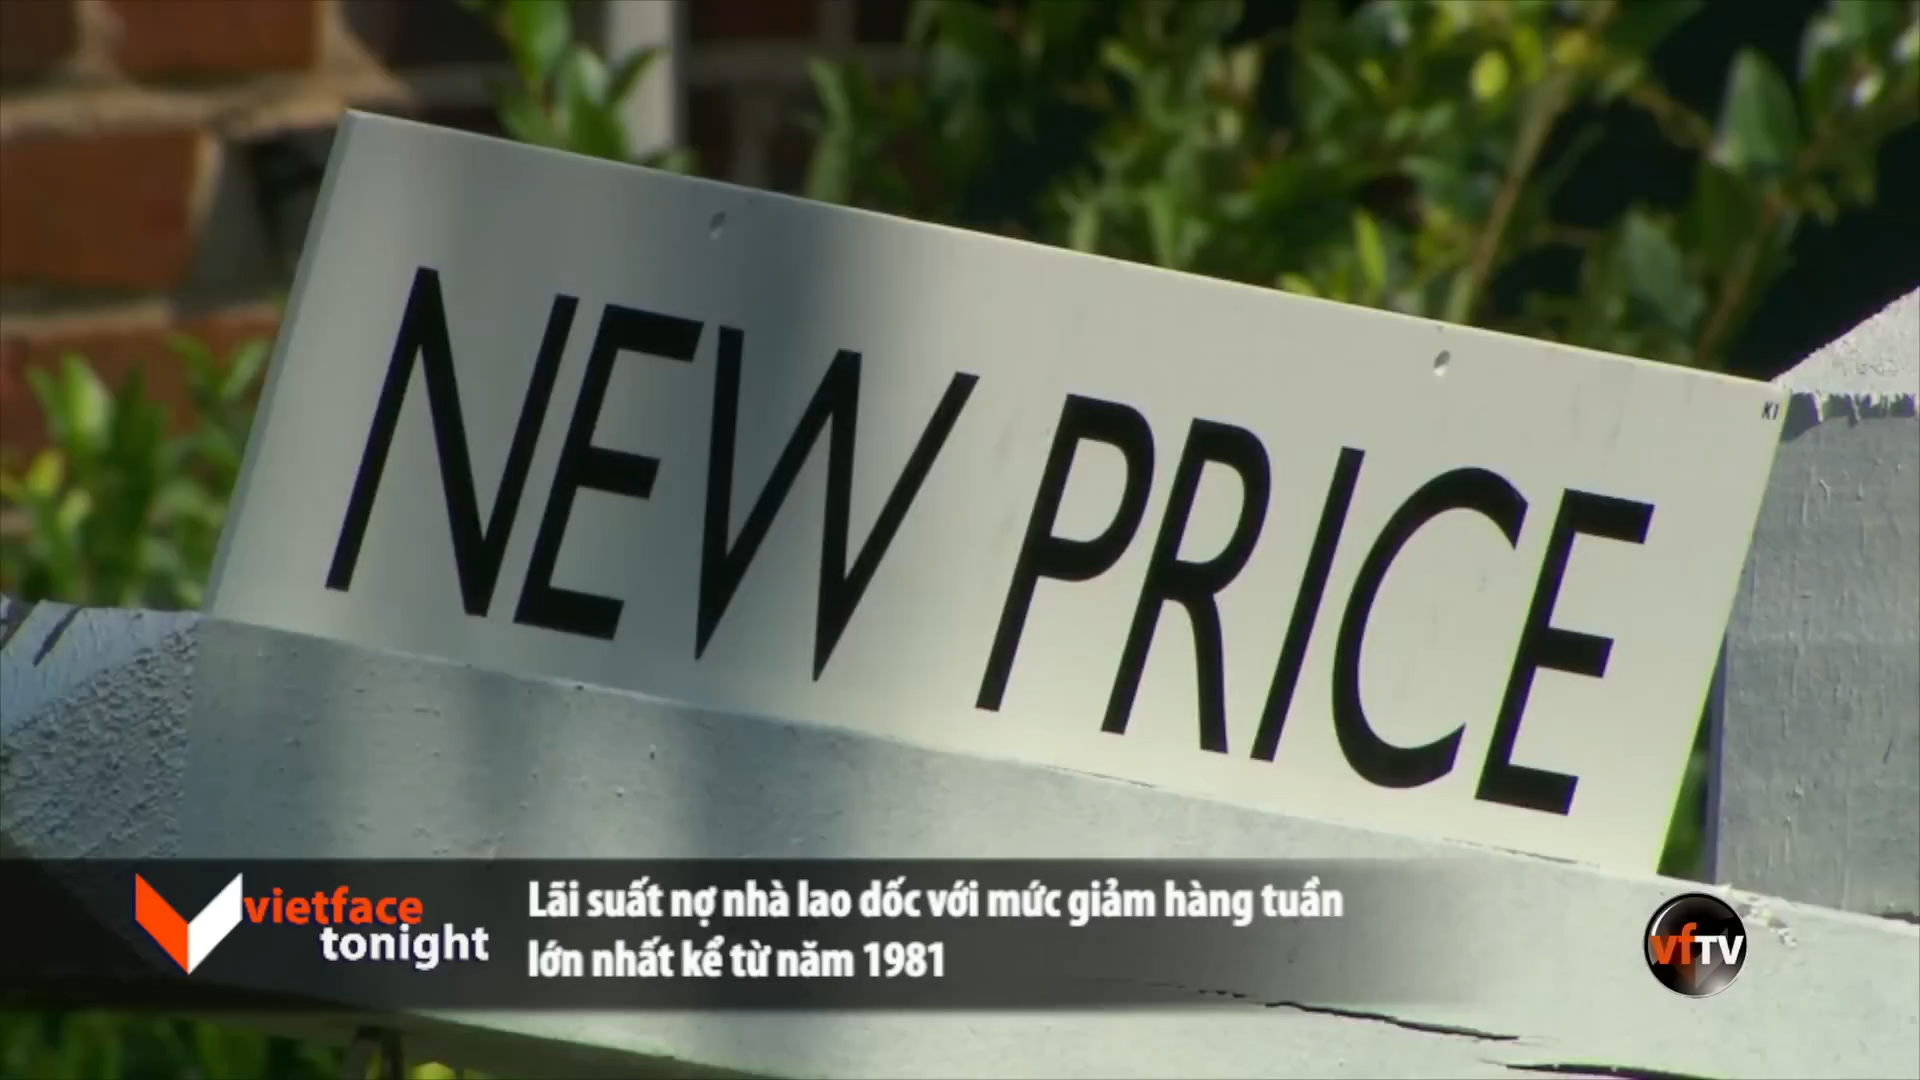 NEW PRICE
KI
vietface
tonight
Lãi suất nợ nhà lao dốc với mức giảm hàng tuần
lớn nhất kể từ năm 1981
vfTV